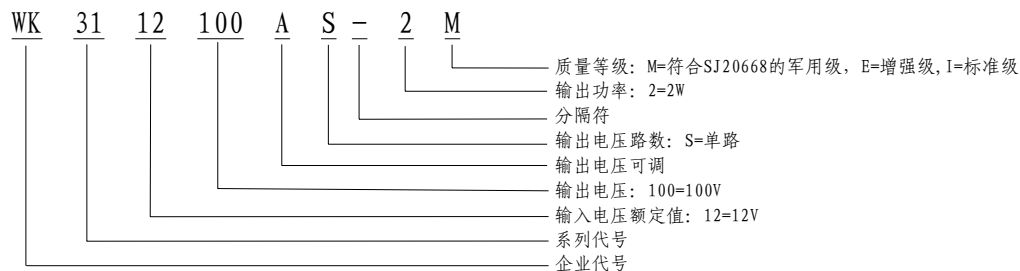 WK 31 12 100 A S - 2 M
质量等级: M=符合SJ20668的军用级，E=增强级,I=标准级
输出功率: 2=2W
分隔符
输出电压路数: S=单路
输出电压可调
输出电压: 100=100V
输入电压额定值: 12=12V
系列代号
企业代号